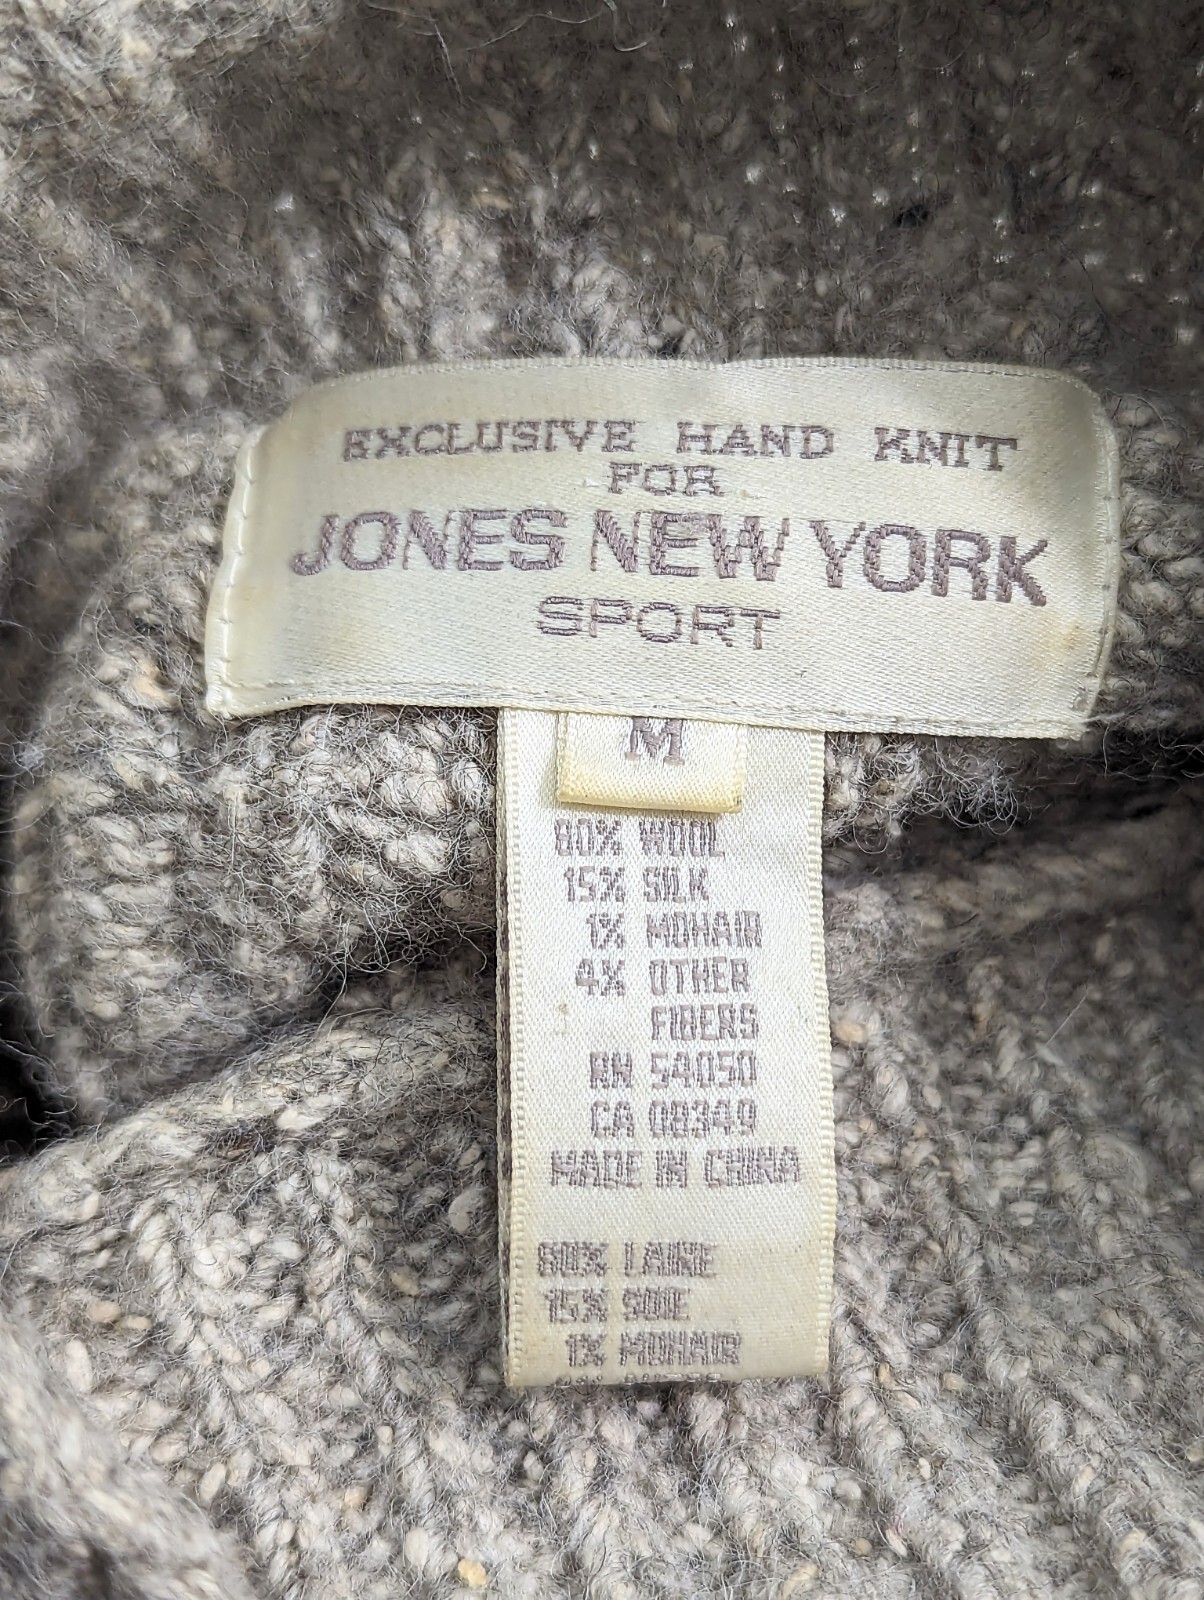 EXCLUSIVE HAND KNIT
FOR
JONES NEW YORK
SPORT
M
80% WOOL
15% SILK
1% MOHAIR
4% OTHER
FIBERS
RN 54050
CA 08349
MADE IN CHINA
80% LAINE
15% SOIE
1% MOHAIR